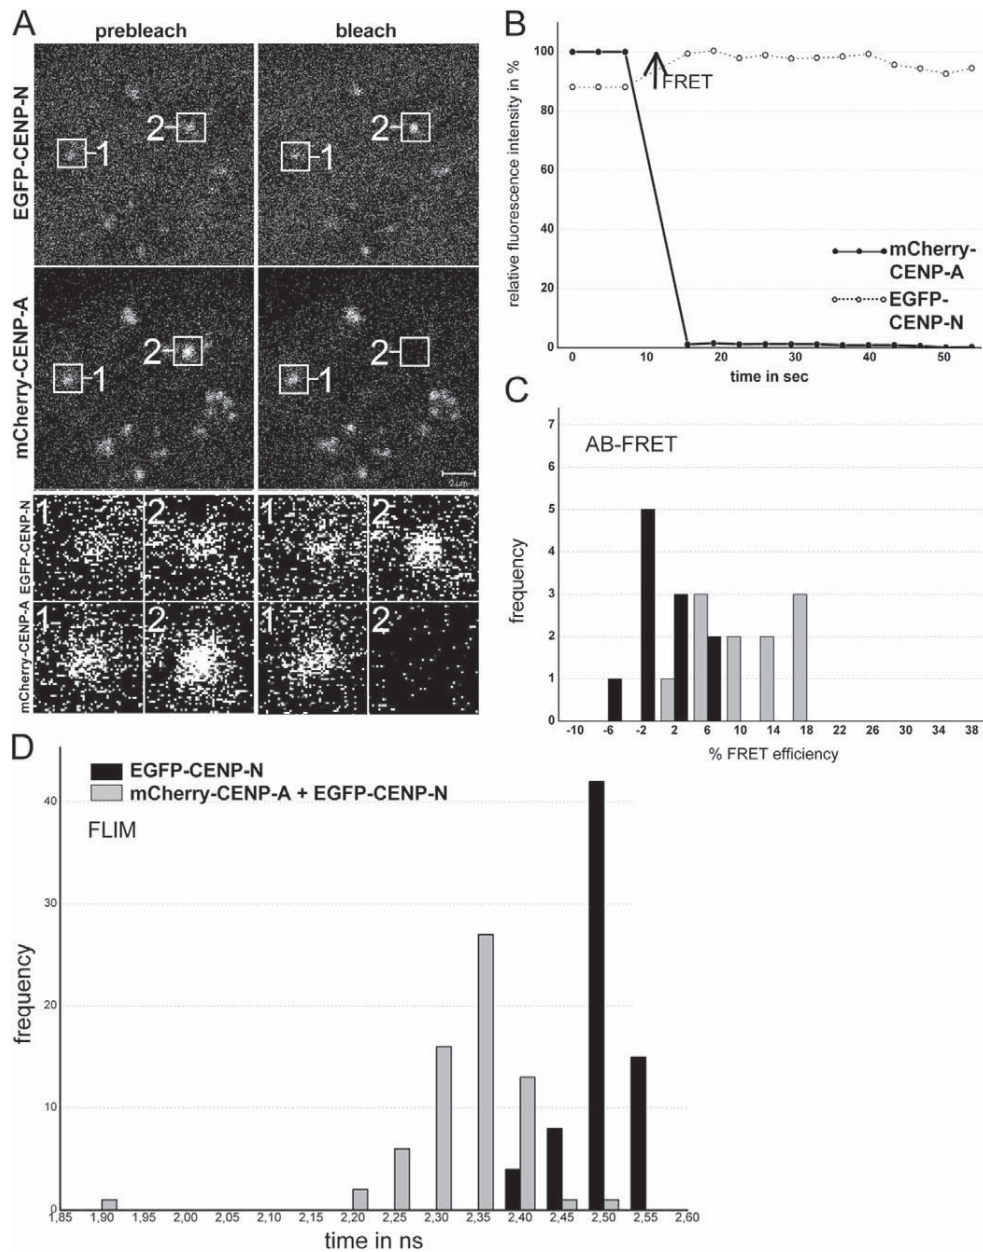 A
prebleach
bleach
EGFP-CENP-N
1
2
1
2
mCherry-CENP-A
1
2
1
2
2µm
EGFP-CENP-N
1
2
1
2
mCherry-CENP-A
1
2
1
2
B
relative fluorescence intensity in %
100
80
60
40
20
0
FRET
mCherry-
CENP-A
EGFP-
CENP-N
0 10 20 30 40 50
time in sec
C
AB-FRET
frequency
7
6
5
4
3
2
1
0
-10 -6 -2 2 6 10 14 18 22 26 30 34 38
% FRET efficiency
D
EGFP-CENP-N
mCherry-CENP-A + EGFP-CENP-N
FLIM
frequency
40
30
20
10
0
1,85 1,90 1,95 2,00 2,05 2,10 2,15 2,20 2,25 2,30 2,35 2,40 2,45 2,50 2,55 2,60
time in ns